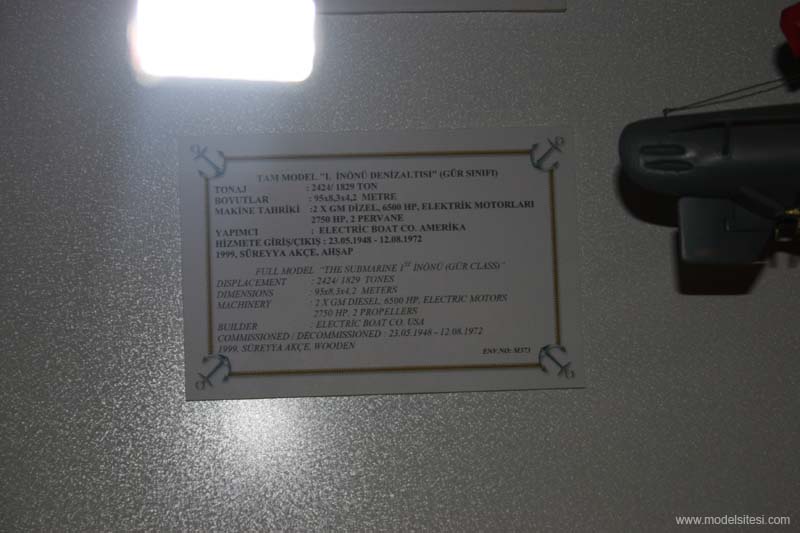 TAM MODEL "I. İNÖNÜ DENİZALTISI" (GÜR SINIFI)
TONAJ : 2424/ 1829 TON
BOYUTLAR : 95x8,3x4,2 METRE
MAKİNE TAHRİKİ :2 X GM DİZEL, 6500 HP, ELEKTRİK MOTORLARI
2750 HP, 2 PERVANE
YAPIMCI : ELECTRIC BOAT CO. AMERİKA
HİZMETE GİRİŞ/ÇIKIŞ : 23.05.1948 - 12.08.1972
1999, SÜREYYA AKÇE, AHŞAP
FULL MODEL "THE SUBMARINE 1ST İNÖNÜ (GÜR CLASS)"
DISPLACEMENT : 2424/ 1829 TONES
DIMENSIONS : 95x8,3x4,2 METERS
MACHINERY : 2 X GM DIESEL, 6500 HP, ELECTRIC MOTORS
2750 HP, 2 PROPELLERS
BUILDER : ELECTRIC BOAT CO. USA
COMMISSIONED / DECOMMISSIONED : 23.05.1948 - 12.08.1972
1999, SÜREYYA AKÇE, WOODEN
ENV.NO: M373
www.modelsitesi.com